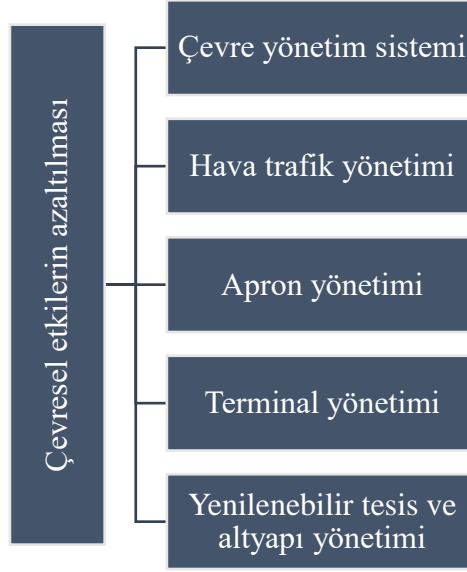 Çevresel etkilerin azaltılması
Çevre yönetim sistemi
Hava trafik yönetimi
Apron yönetimi
Terminal yönetimi
Yenilenebilir tesis ve
altyapı yönetimi